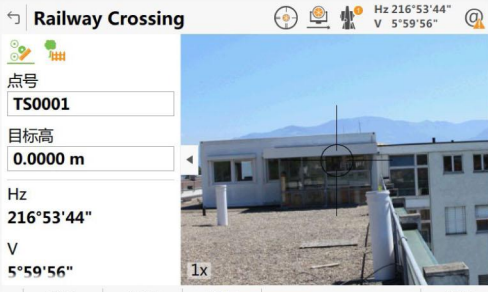 Railway Crossing
Hz 216°53'44"
V 5°59'56"
点号
TS0001
目标高
0.0000 m
Hz
216°53'44"
V
5°59'56"
1x